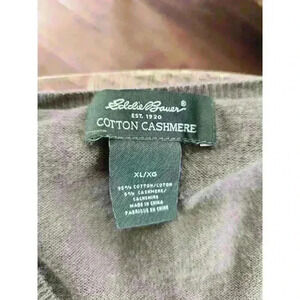 Eddie Bauer
EST. 1920
COTTON CASHMERE
XL/XG
95% COTTON/COTON
5% CASHMERE/
CACHEMIRE
MADE IN CHINA
FABRIQUÉ EN CHINE